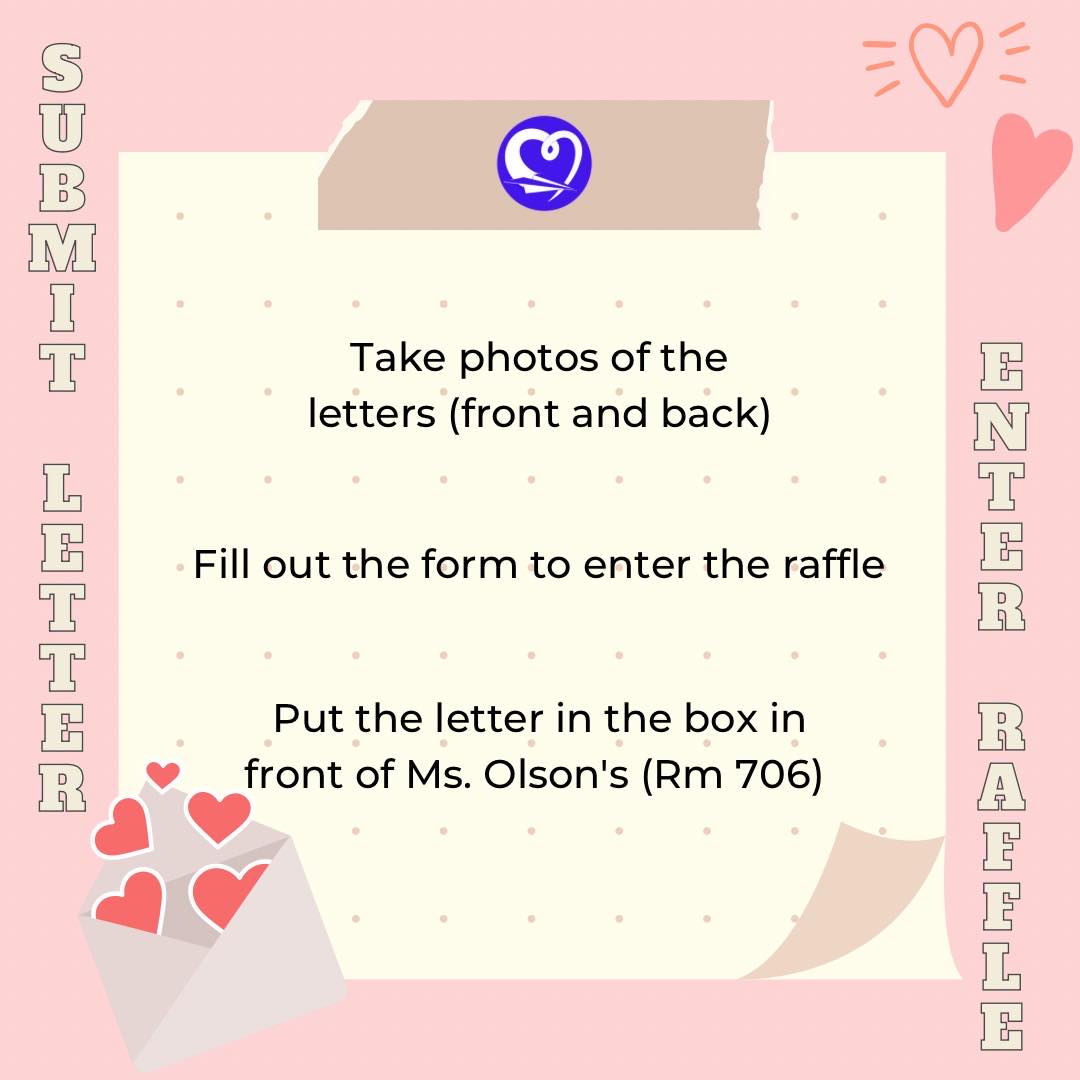 SUBMIT LETTER
Take photos of the
letters (front and back)
Fill out the form to enter the raffle
Put the letter in the box in
front of Ms. Olson's (Rm 706)
ENTER RAFFLE